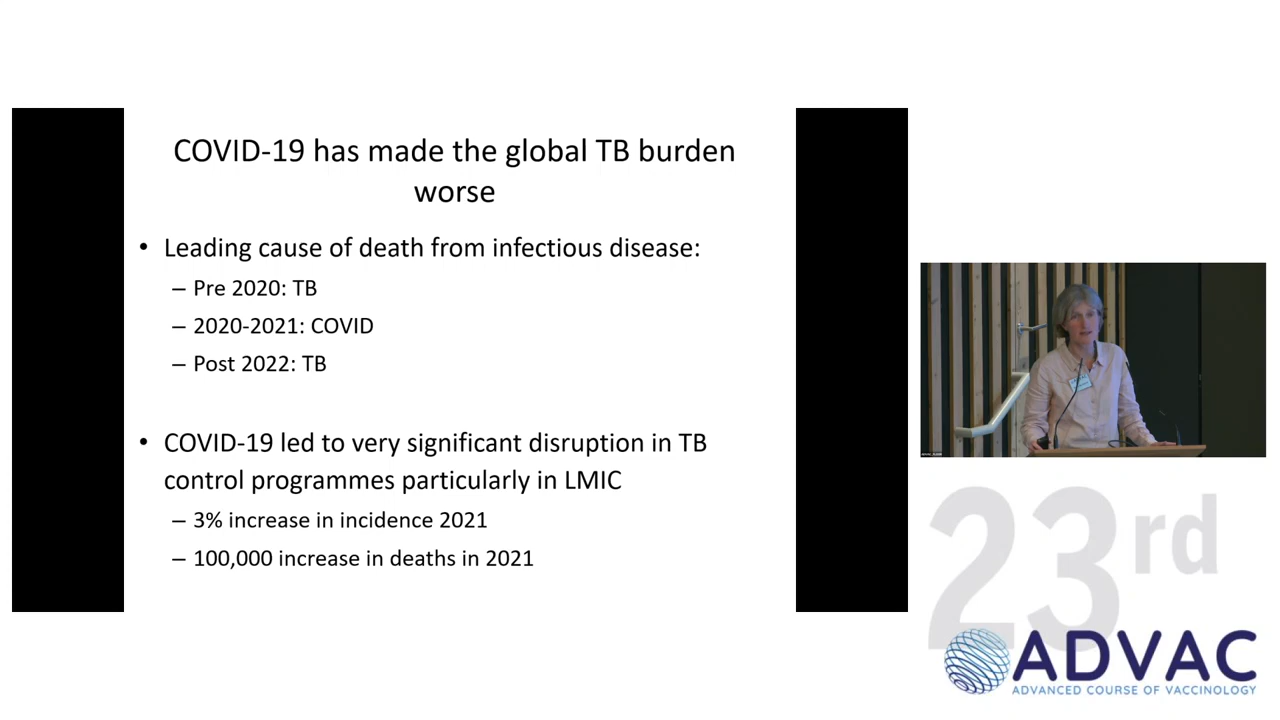 COVID-19 has made the global TB burden
worse
• Leading cause of death from infectious disease:
– Pre 2020: TB
– 2020-2021: COVID
– Post 2022: TB
• COVID-19 led to very significant disruption in TB
control programmes particularly in LMIC
– 3% increase in incidence 2021
– 100,000 increase in deaths in 2021
23rd
ADVAC
ADVANCED COURSE OF VACCINOLOGY